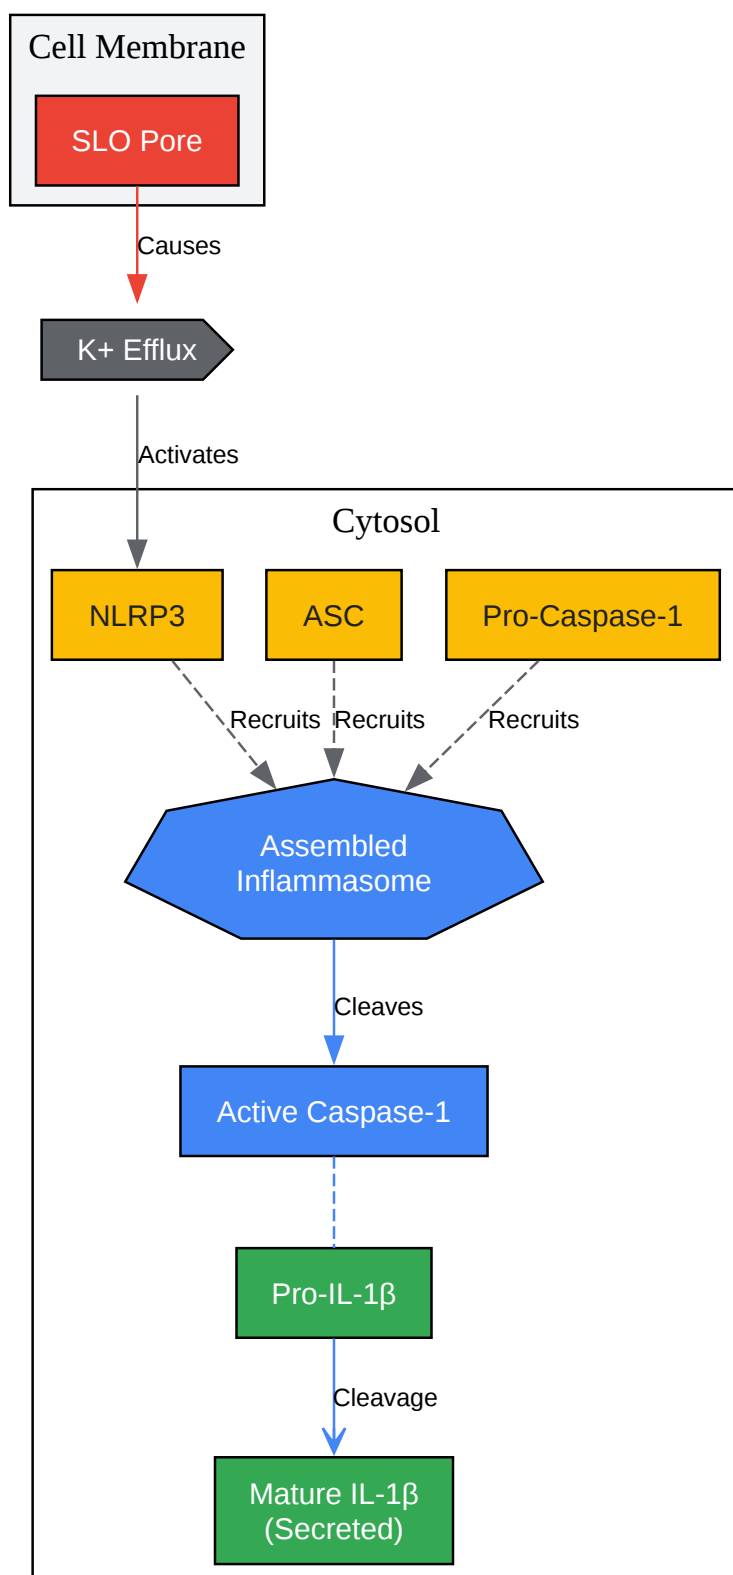 Cell Membrane
SLO Pore
Causes
K+ Efflux
Activates
Cytosol
NLRP3
ASC
Pro-Caspase-1
Recruits
Recruits
Recruits
Assembled
Inflammasome
Cleaves
Active Caspase-1
Pro-IL-1β
Cleavage
Mature IL-1β
(Secreted)